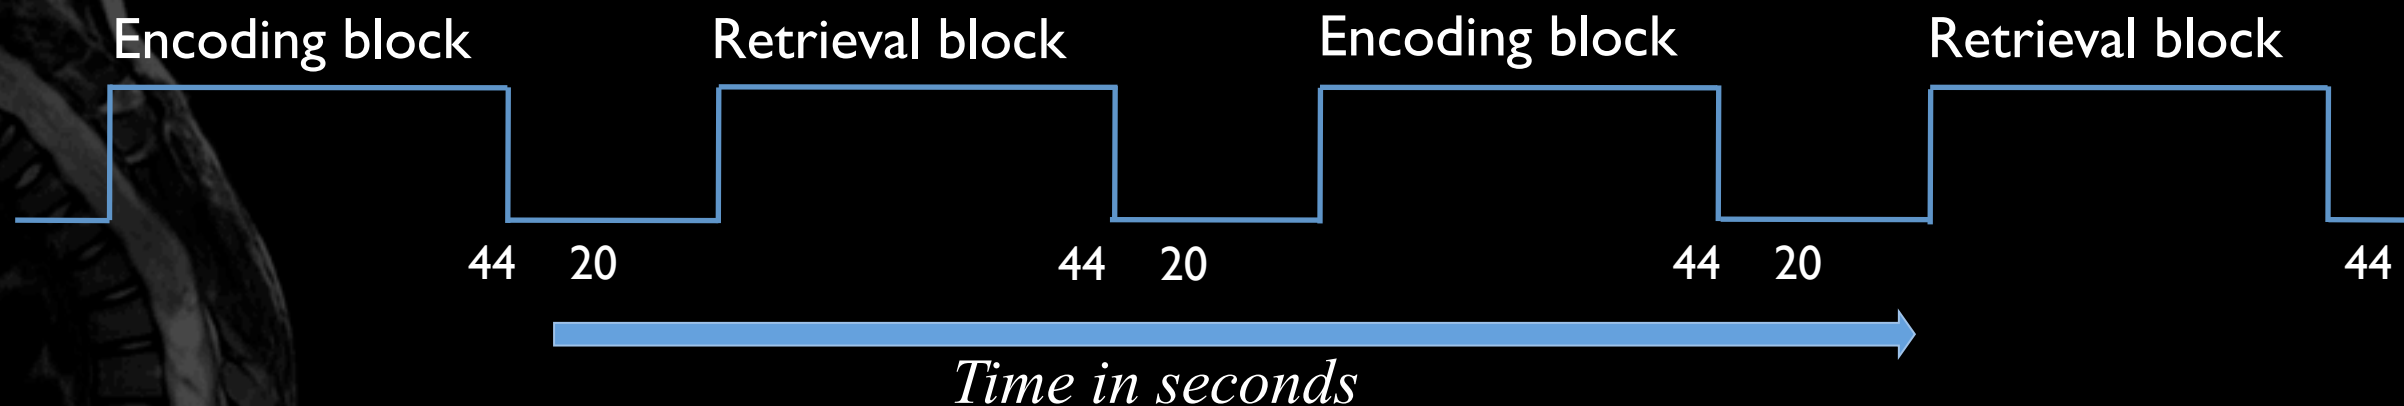 Encoding block Retrieval block Encoding block Retrieval block
44 20 44 20 44 20 44
Time in seconds